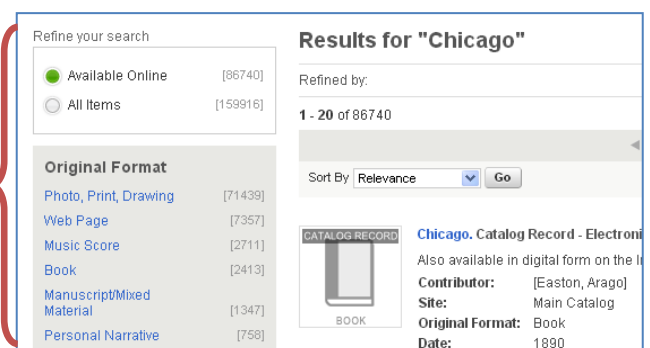 Refine your search
Available Online [86740]
All Items [159916]
Original Format
Photo, Print, Drawing [71439]
Web Page [7357]
Music Score [2711]
Book [2413]
Manuscript/Mixed
Material [1347]
Personal Narrative [758]
Results for "Chicago"
Refined by:
1 - 20 of 86740
Sort By Relevance Go
CATALOG RECORD
BOOK
Chicago. Catalog Record - Electroni
Also available in digital form on the I
Contributor: [Easton, Arago]
Site: Main Catalog
Original Format: Book
Date: 1890